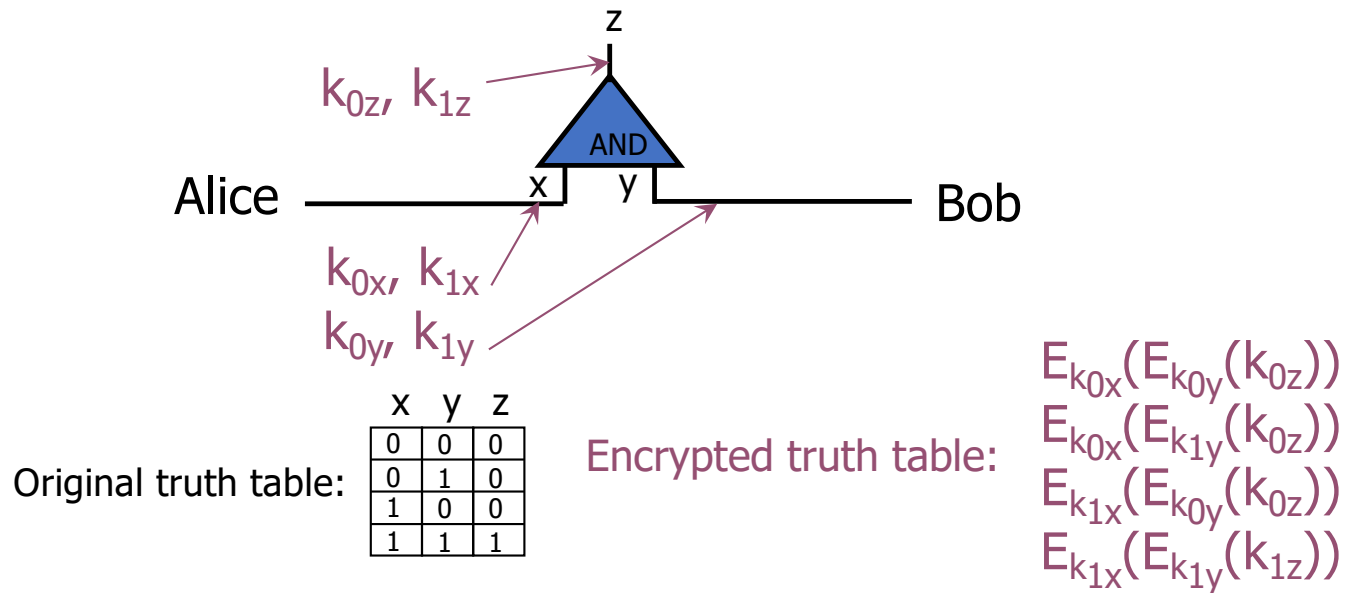 z
k0z, k1z
AND
Alice
x y
Bob
k0x, k1x
k0y, k1y
x y z
0 0 0
0 1 0
1 0 0
1 1 1
Original truth table:
Encrypted truth table:
Ek0x(Ek0y(k0z))
Ek0x(Ek1y(k0z))
Ek1x(Ek0y(k0z))
Ek1x(Ek1y(k1z))